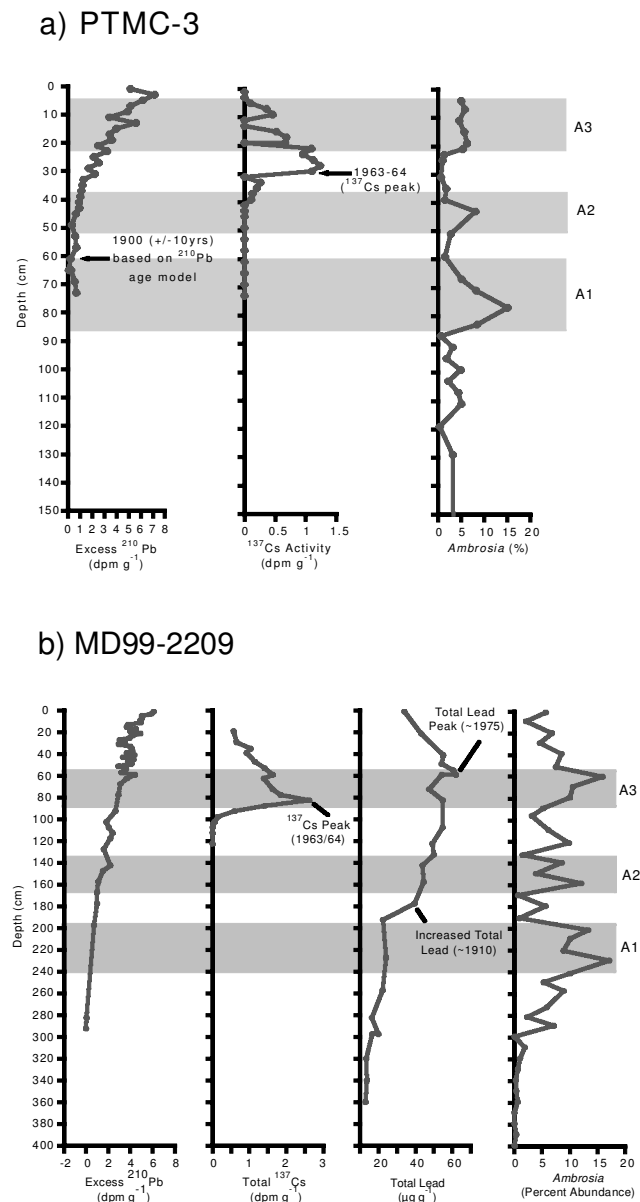 a) PTMC-3
0
10
20
30
40
50
60
70
80
90
100
110
120
130
140
150
Depth (cm)
0 1 2 3 4 5 6 7 8
Excess ²¹⁰Pb
(dpm g⁻¹)
1900 (+/-10yrs)
based on ²¹⁰Pb
age model
0 0.5 1 1.5
¹³⁷Cs Activity
(dpm g⁻¹)
1963-64
(¹³⁷Cs peak)
0 5 10 15 20
Ambrosia (%)
A3
A2
A1
b) MD99-2209
0
20
40
60
80
100
120
140
160
180
200
220
240
260
280
300
320
340
360
380
400
Depth (cm)
-2 0 2 4 6 8
Excess ²¹⁰Pb
(dpm g⁻¹)
¹³⁷Cs Peak
(1963/64)
0 1 2 3
Total ¹³⁷Cs
(dpm g⁻¹)
Total Lead
Peak (~1975)
Increased Total
Lead (~1910)
20 40 60
Total Lead
(µg g⁻¹)
0 5 10 15 20
Ambrosia
(Percent Abundance)
A3
A2
A1